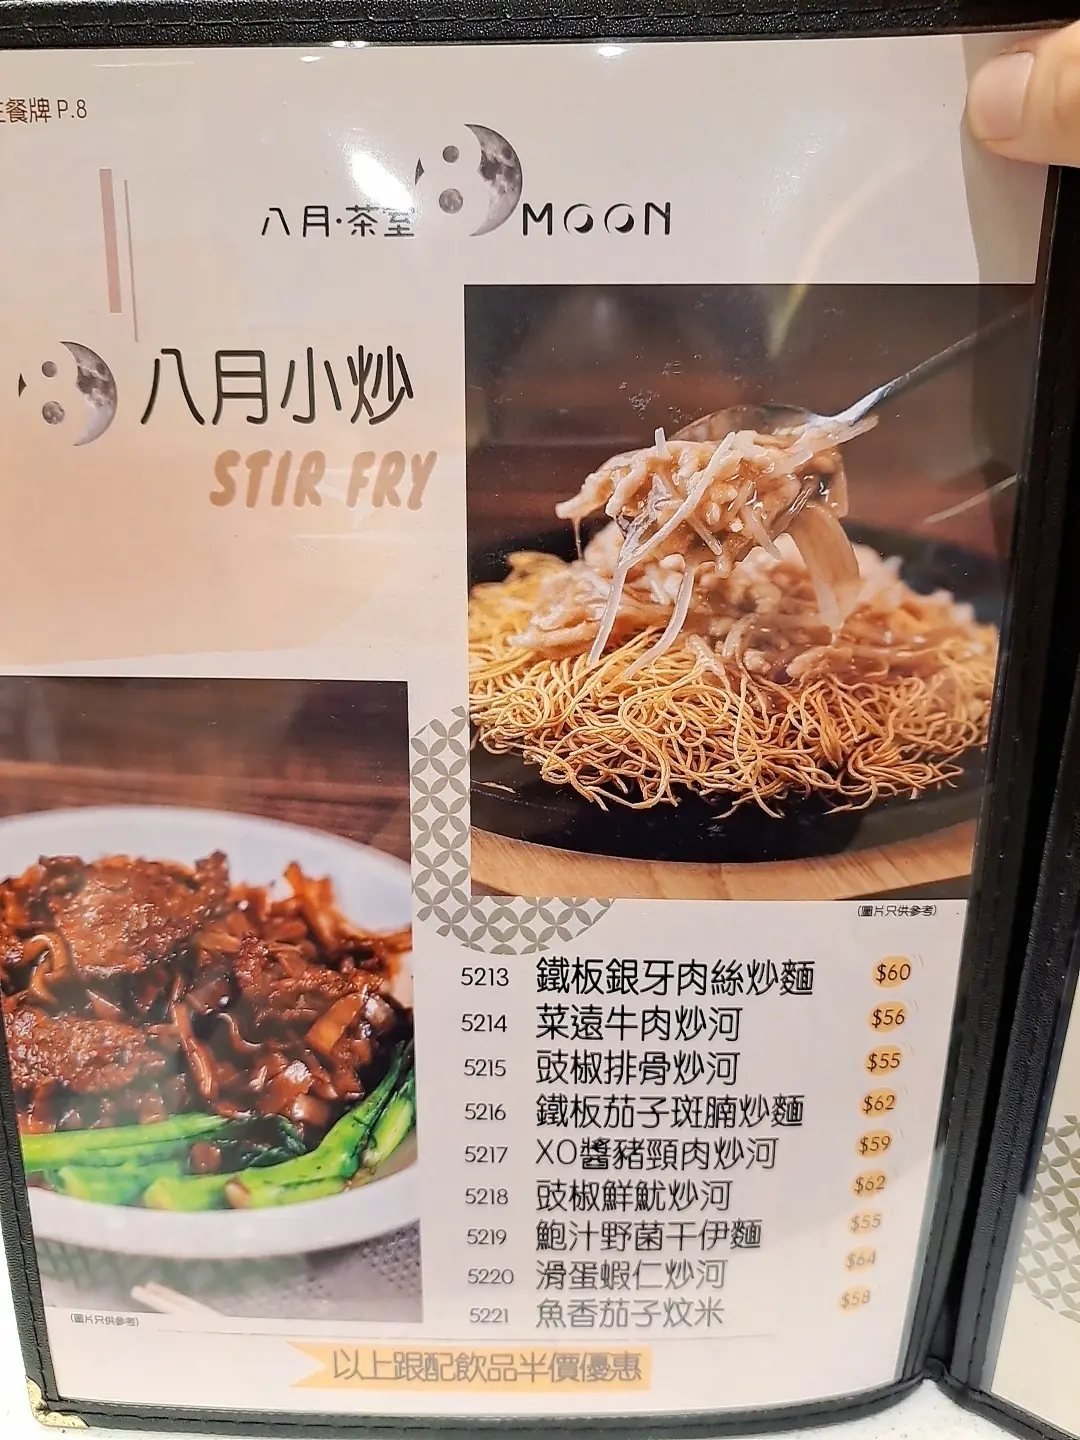 主餐牌 P.8
八月·茶室 MOON
八月小炒
STIR FRY
(圖片只供參考)
5213 鐵板銀牙肉絲炒麵 $60
5214 菜遠牛肉炒河 $56
5215 豉椒排骨炒河 $55
5216 鐵板茄子斑腩炒麵 $62
5217 XO醬豬頸肉炒河 $59
5218 豉椒鮮魷炒河 $62
5219 鮑汁野菌干伊麵 $55
5220 滑蛋蝦仁炒河 $64
5221 魚香茄子炆米 $58
(圖片只供參考)
以上跟配飲品半價優惠